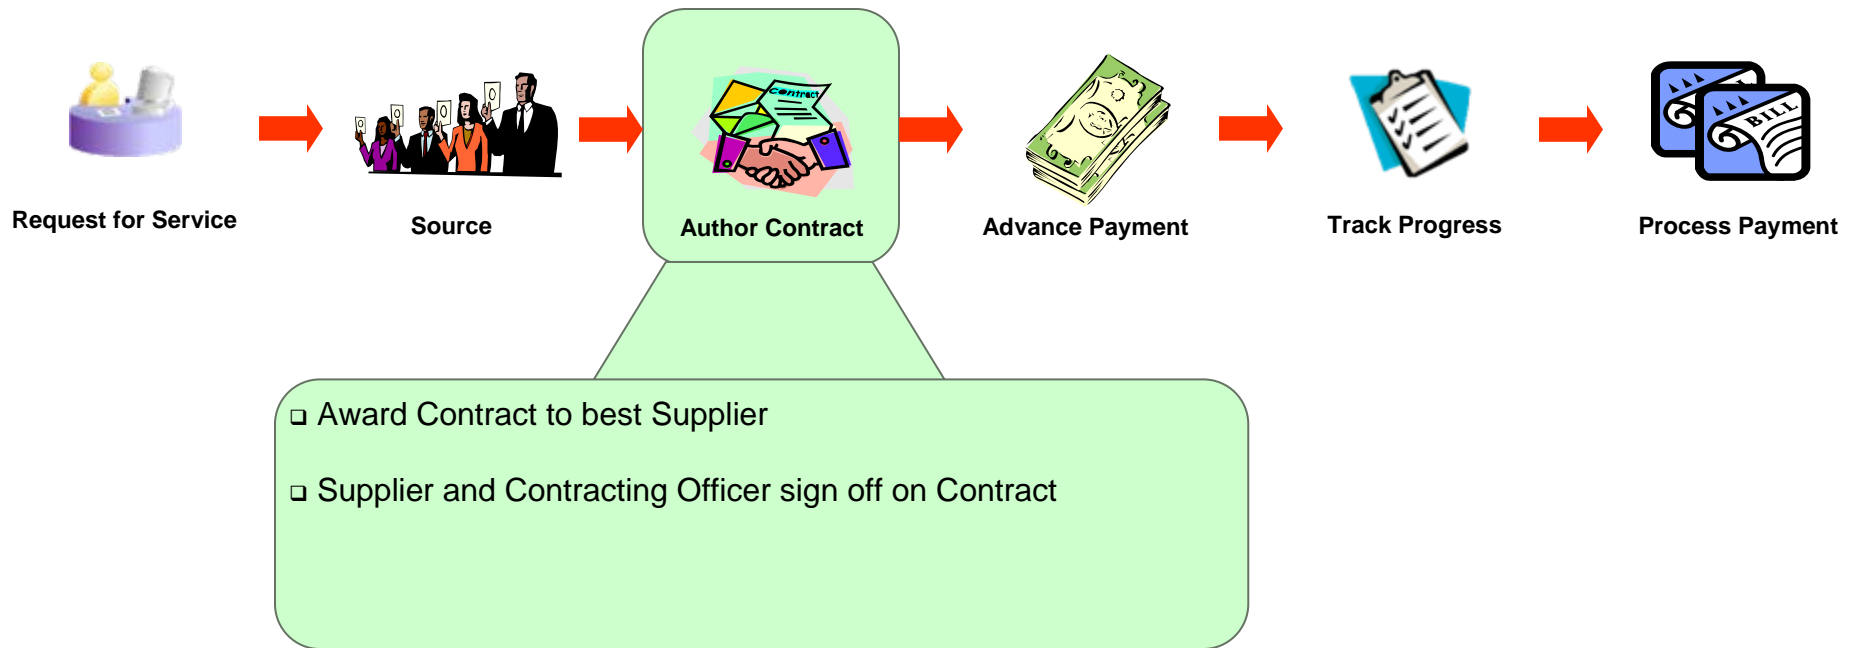 contract
BILL
Request for Service
Source
Author Contract
Advance Payment
Track Progress
Process Payment
Award Contract to best Supplier
Supplier and Contracting Officer sign off on Contract